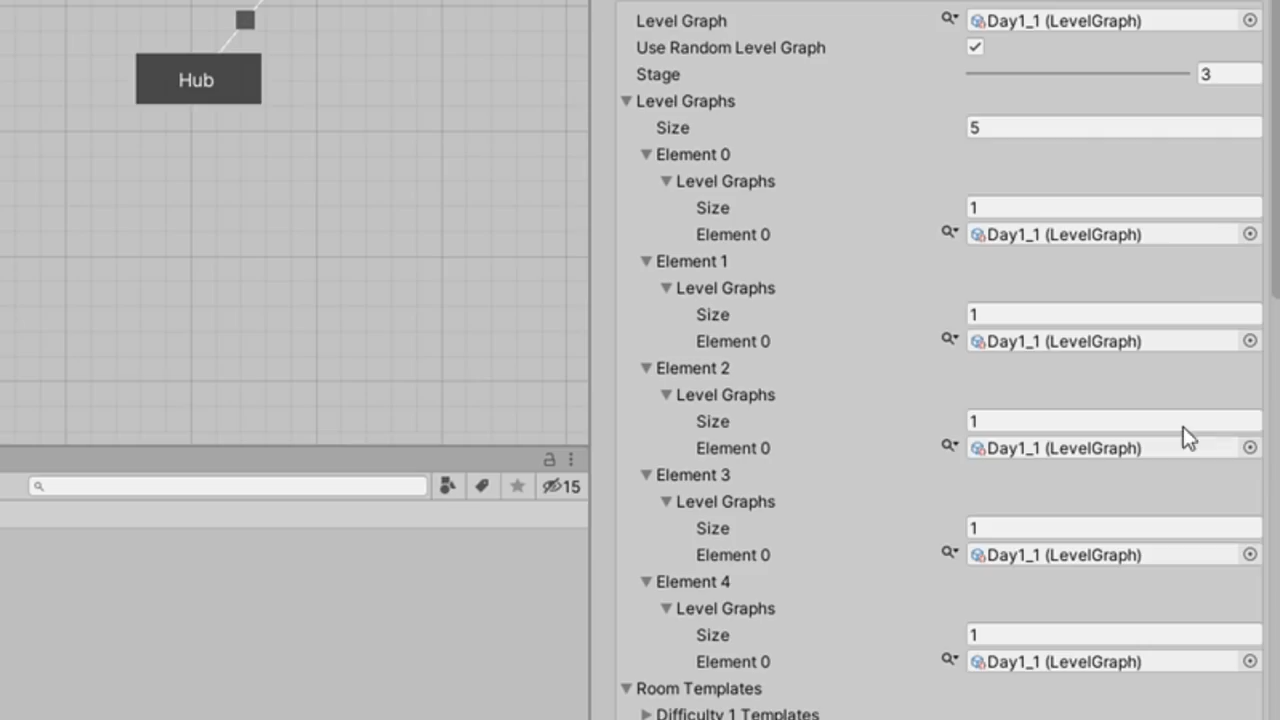 Hub
15
Level Graph Day1_1 (LevelGraph)
Use Random Level Graph
Stage 3
Level Graphs
Size 5
Element 0
Level Graphs
Size 1
Element 0 Day1_1 (LevelGraph)
Element 1
Level Graphs
Size 1
Element 0 Day1_1 (LevelGraph)
Element 2
Level Graphs
Size 1
Element 0 Day1_1 (LevelGraph)
Element 3
Level Graphs
Size 1
Element 0 Day1_1 (LevelGraph)
Element 4
Level Graphs
Size 1
Element 0 Day1_1 (LevelGraph)
Room Templates
Difficulty 1 Templates